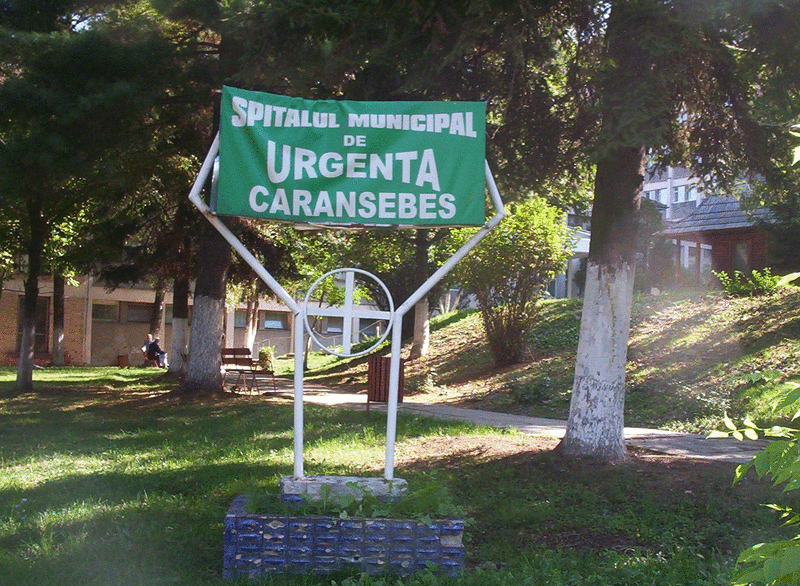 SPITALUL MUNICIPAL
DE
URGENTA
CARANSEBES